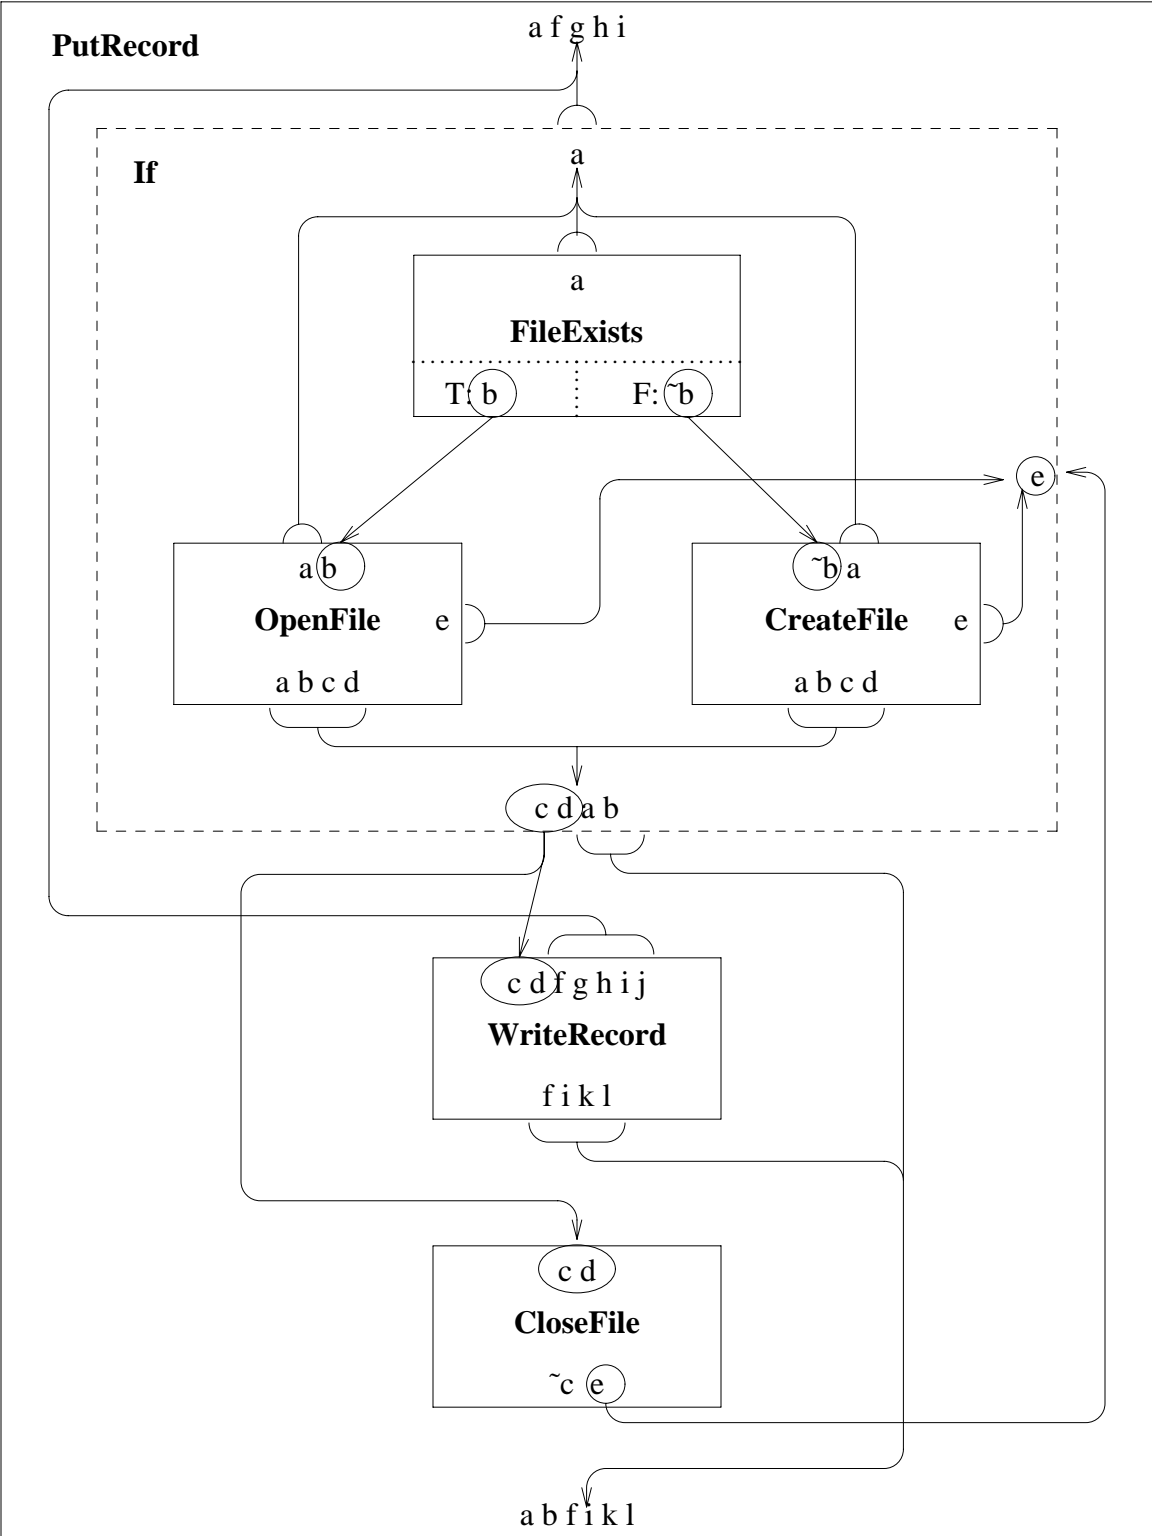 a f g h i
PutRecord
a
If
a
FileExists
T: b F: ˜b
e
a b ˜b a
OpenFile e CreateFile e
a b c d a b c d
c d a b
c d f g h i j
WriteRecord
f i k l
c d
CloseFile
˜c e
a b f i k l